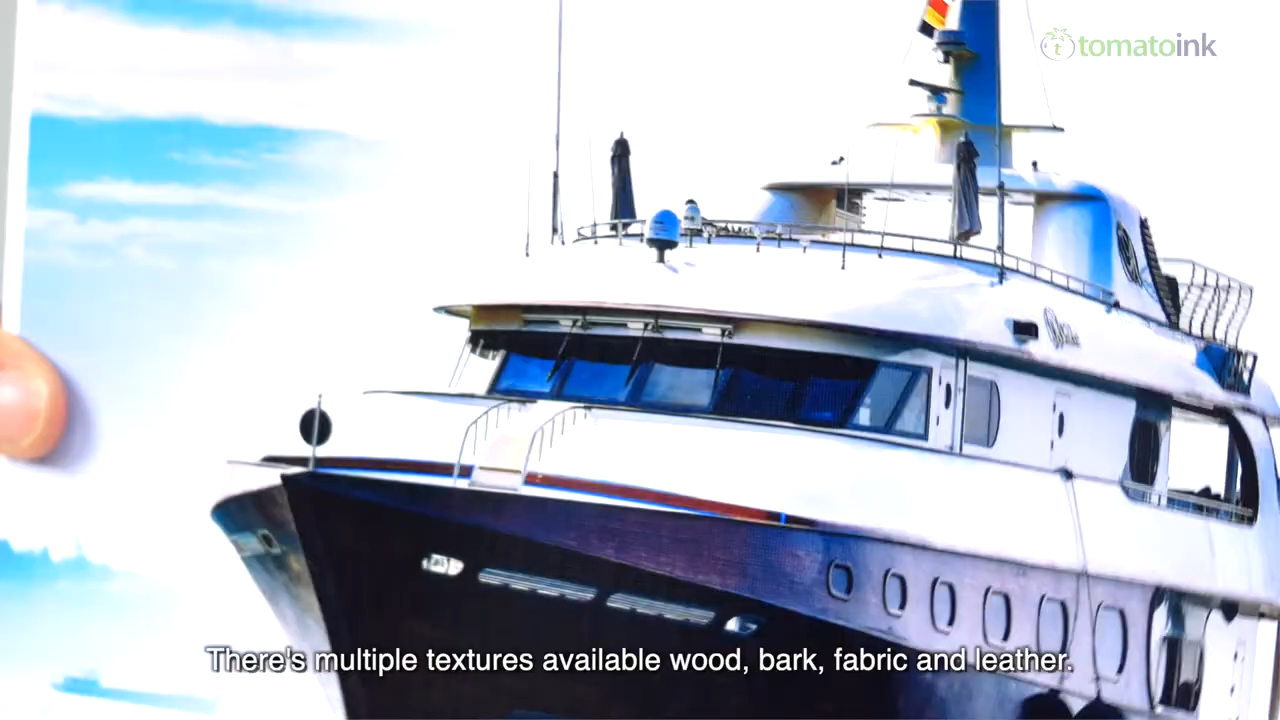 tomatoink
There's multiple textures available wood, bark, fabric and leather.